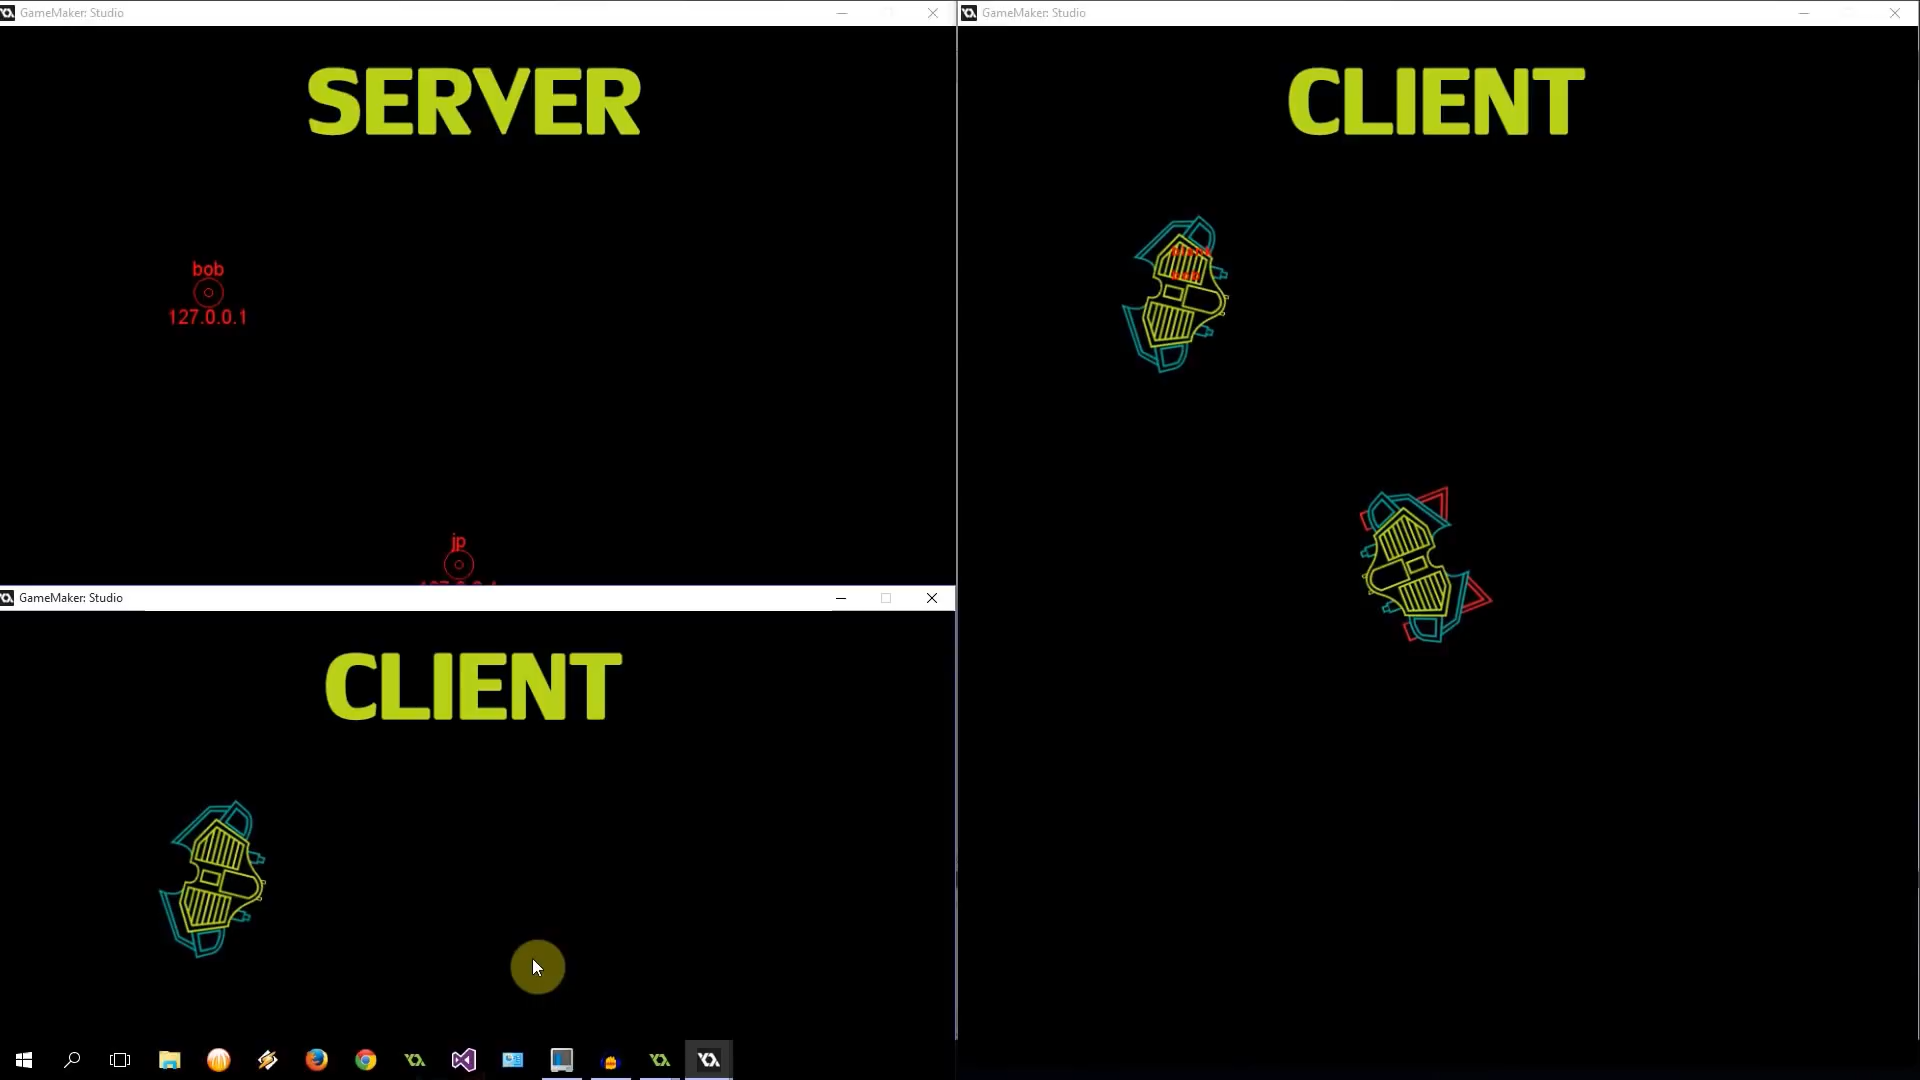 GameMaker: Studio
SERVER
bob
127.0.0.1
jp
GameMaker: Studio
CLIENT
GameMaker: Studio
CLIENT